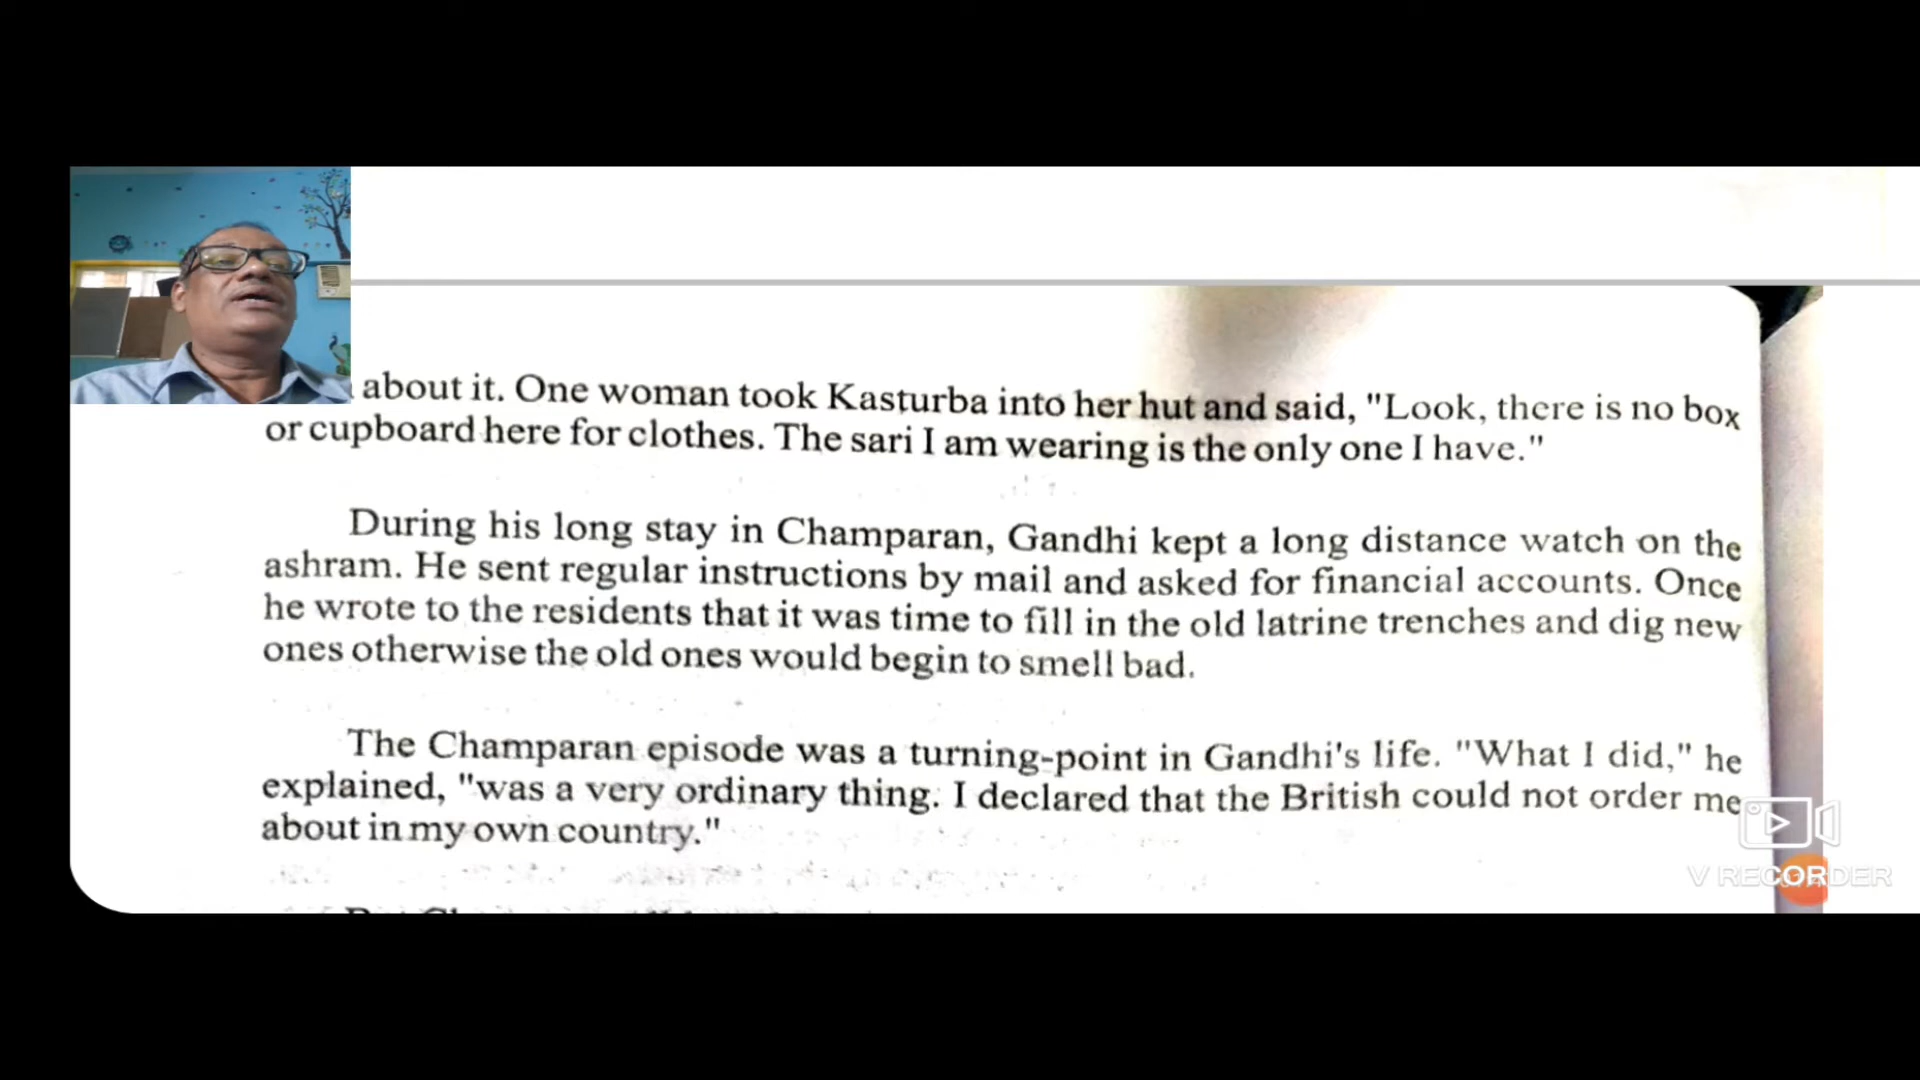 about it. One woman took Kasturba into her hut and said, "Look, there is no box
or cupboard here for clothes. The sari I am wearing is the only one I have."
During his long stay in Champaran, Gandhi kept a long distance watch on the
ashram. He sent regular instructions by mail and asked for financial accounts. Once
he wrote to the residents that it was time to fill in the old latrine trenches and dig new
ones otherwise the old ones would begin to smell bad.
The Champaran episode was a turning-point in Gandhi's life. "What I did," he
explained, "was a very ordinary thing. I declared that the British could not order me
about in my own country."
V RECORDER